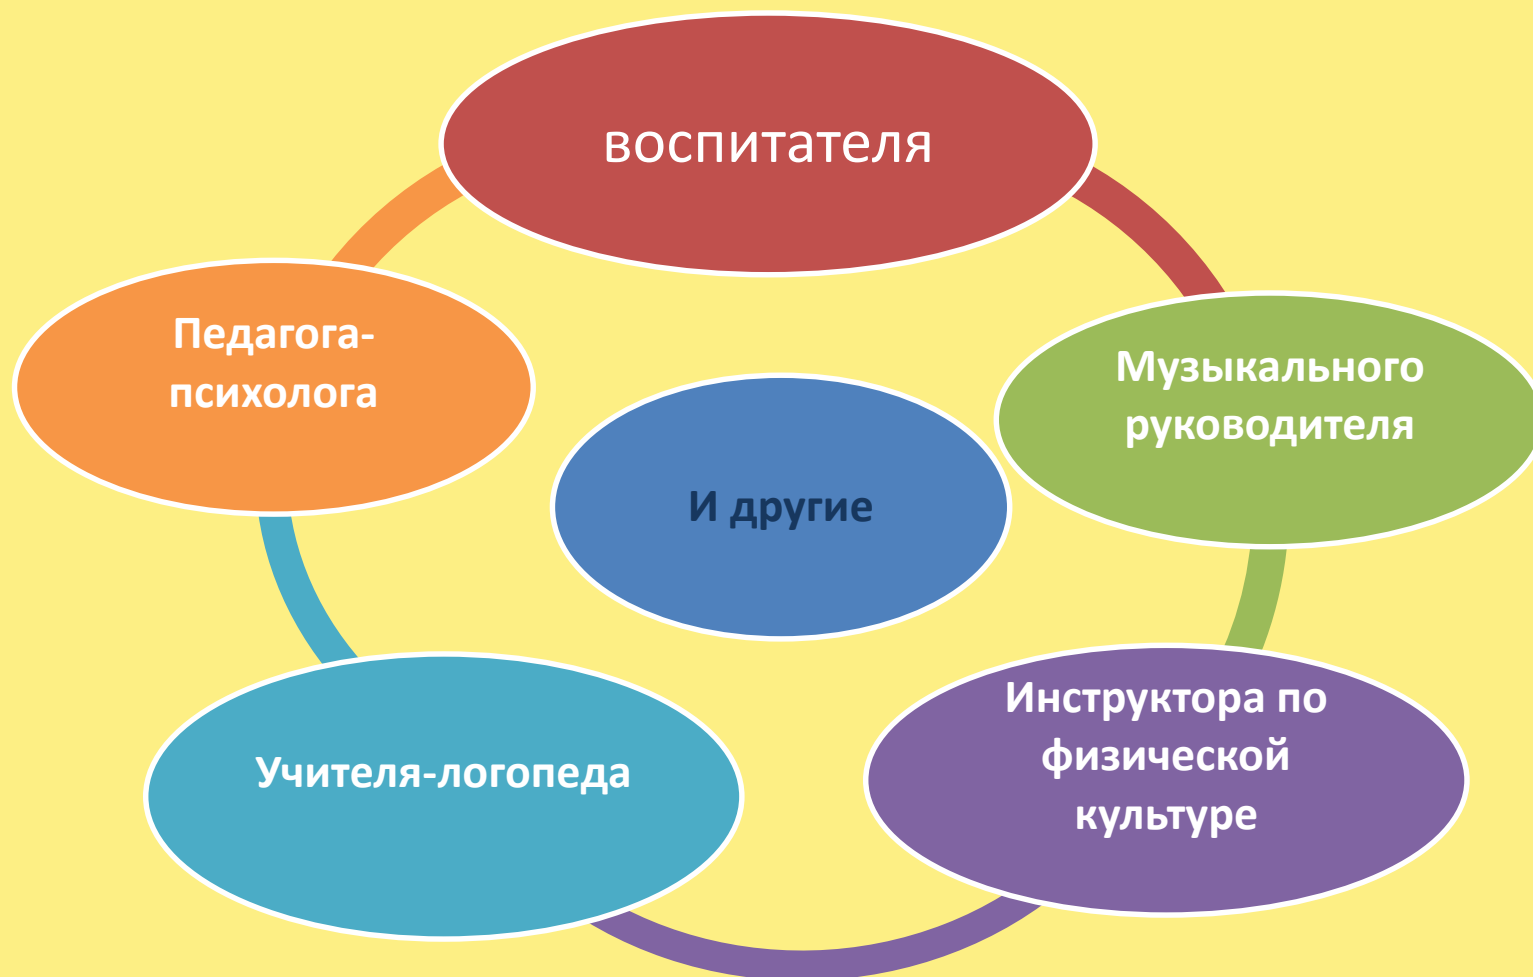 воспитателя
Педагога-
психолога
Музыкального
руководителя
И другие
Учителя-логопеда
Инструктора по
физической
культуре